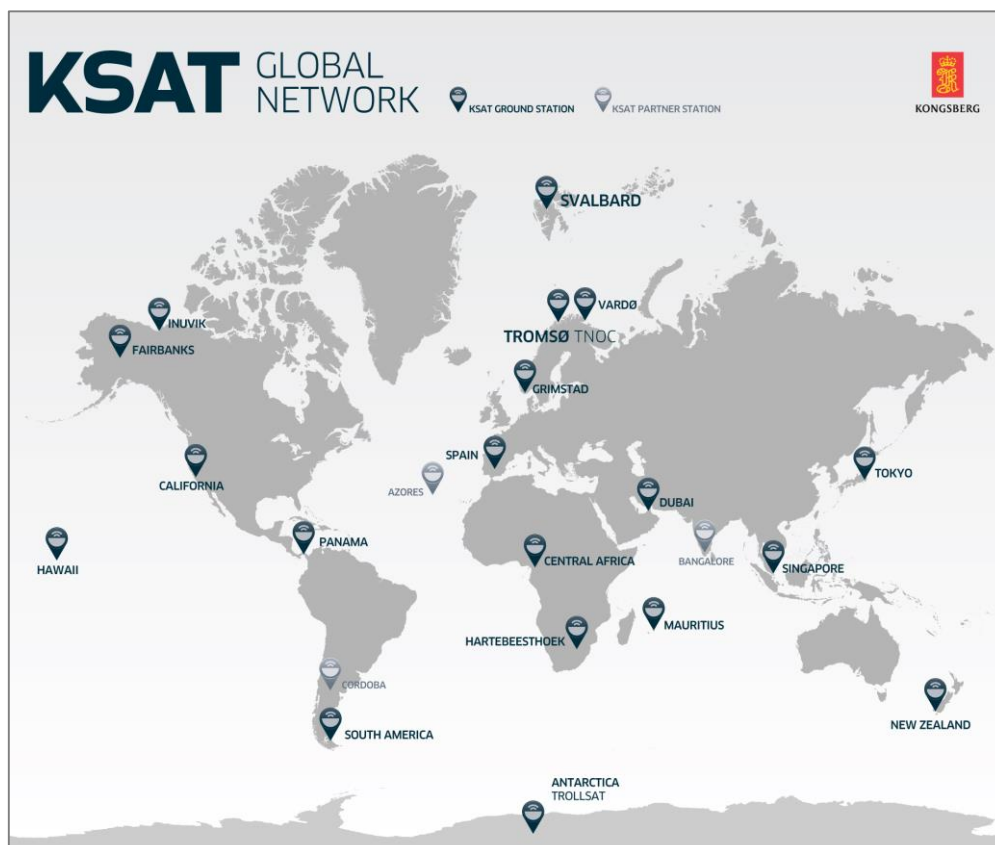 KSAT GLOBAL
NETWORK
KSAT GROUND STATION
KSAT PARTNER STATION
KONGSBERG
SVALBARD
VARDØ
TROMSØ TNOC
INUVIK
FAIRBANKS
GRIMSTAD
SPAIN
AZORES
CALIFORNIA
TOKYO
DUBAI
PANAMA
HAWAII
CENTRAL AFRICA
BANGALORE
SINGAPORE
MAURITIUS
HARTEBEESTHOEK
CORDOBA
SOUTH AMERICA
NEW ZEALAND
ANTARCTICA
TROLLSAT